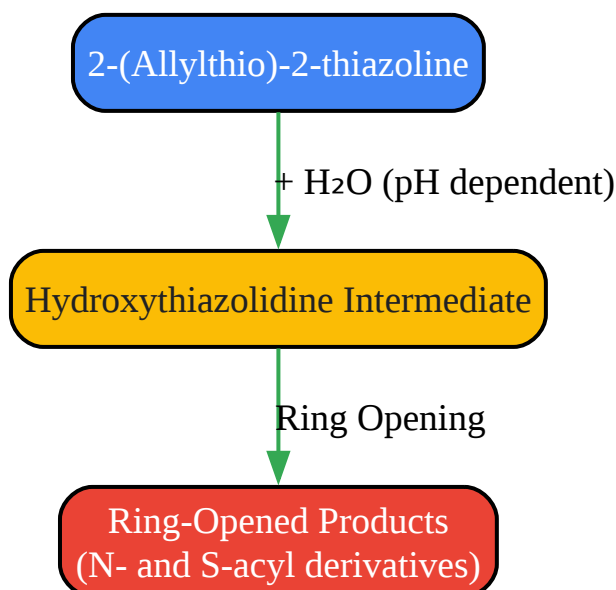 2-(Allylthio)-2-thiazoline
+ H₂O (pH dependent)
Hydroxythiazolidine Intermediate
Ring Opening
Ring-Opened Products
(N- and S-acyl derivatives)